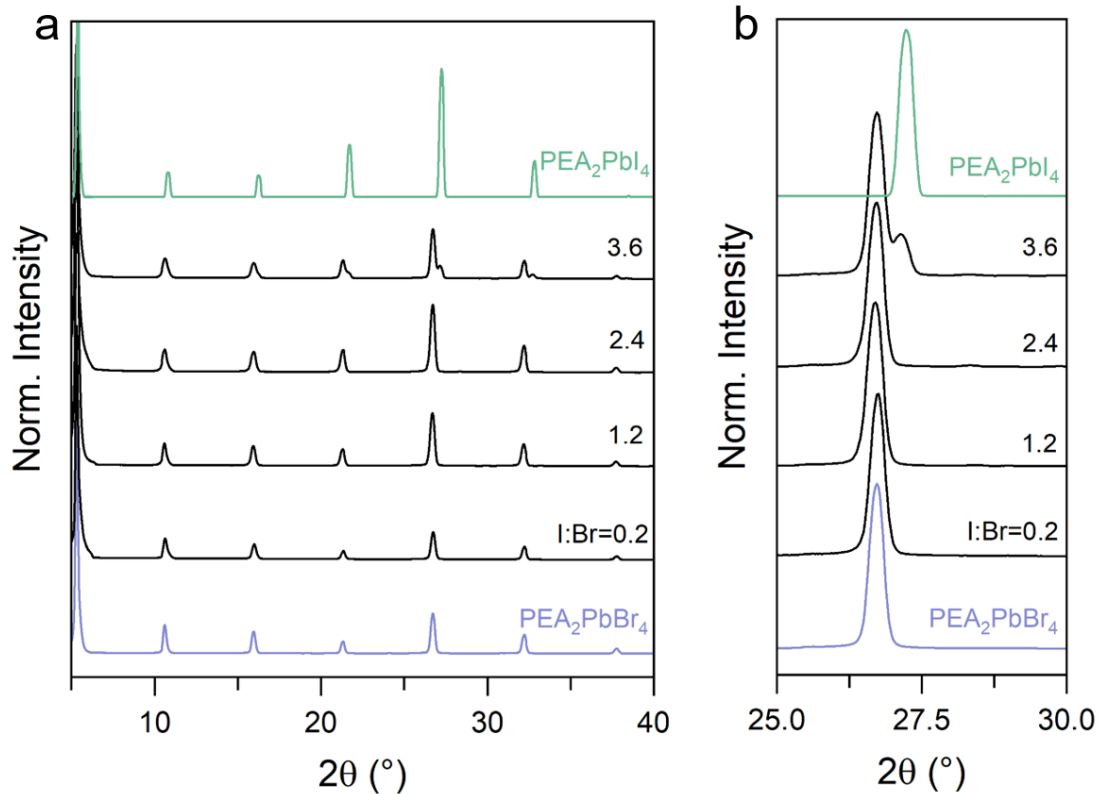 a
Norm. Intensity
PEA₂PbI₄
3.6
2.4
1.2
I:Br=0.2
PEA₂PbBr₄
10 20 30 40
2θ (°)
b
Norm. Intensity
PEA₂PbI₄
3.6
2.4
1.2
I:Br=0.2
PEA₂PbBr₄
25.0 27.5 30.0
2θ (°)